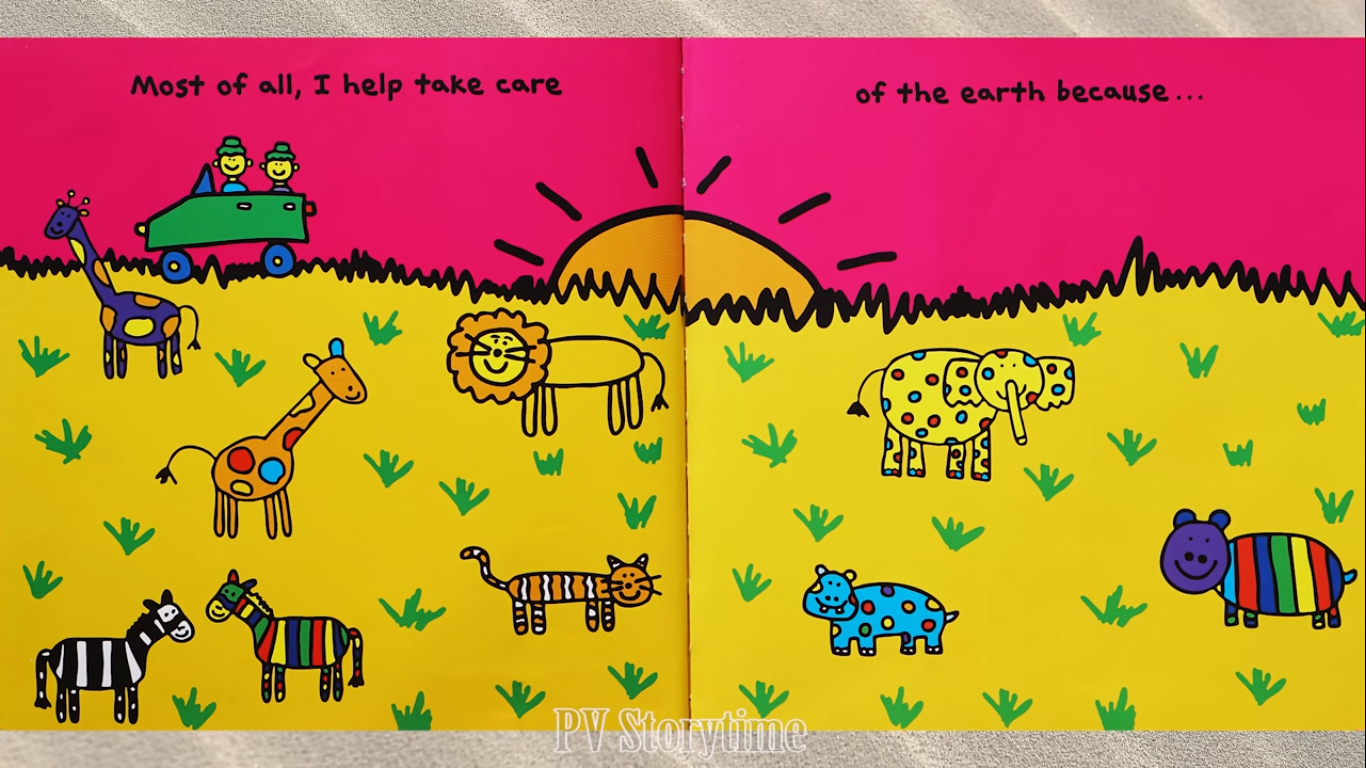 Most of all, I help take care
of the earth because...
PV Storytime